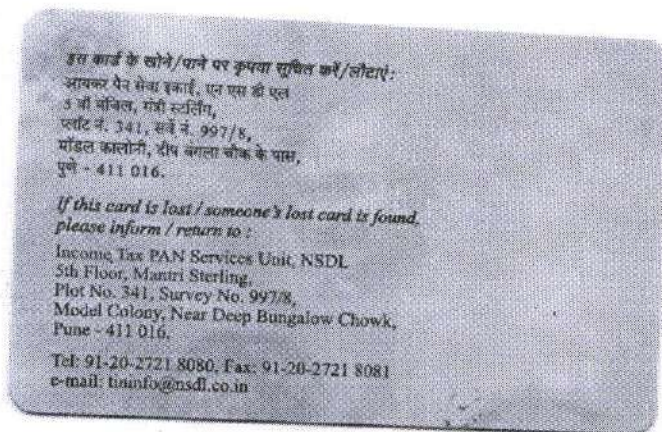 इस कार्ड के खोने/पाने पर कृपया सूचित करें/लौटाएं:
आयकर पैन सेवा इकाई, एन एस डी एल
5 वी मंजिल, मंत्री स्टर्लिंग,
प्लॉट नं. 341, सर्वे नं. 997/8,
मॉडल कालोनी, दीप बंगला चौक के पास,
पुणे - 411 016.
If this card is lost / someone's lost card is found,
please inform / return to :
Income Tax PAN Services Unit, NSDL
5th Floor, Mantri Sterling,
Plot No. 341, Survey No. 997/8,
Model Colony, Near Deep Bungalow Chowk,
Pune - 411 016.
Tel: 91-20-2721 8080, Fax: 91-20-2721 8081
e-mail: tininfo@nsdl.co.in